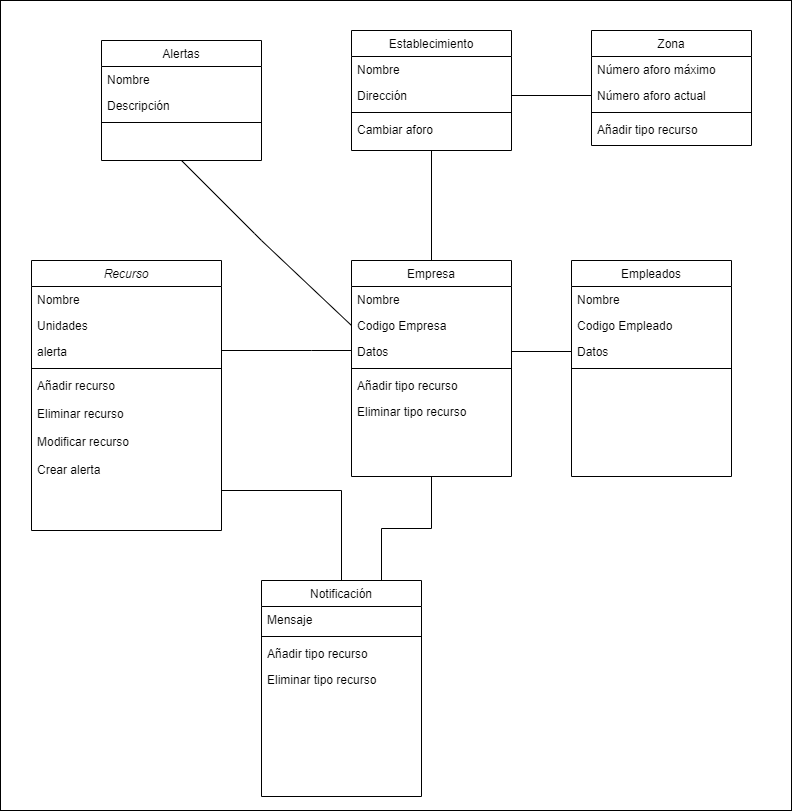 Alertas
Nombre
Descripción
Establecimiento
Nombre
Dirección
Cambiar aforo
Zona
Número aforo máximo
Número aforo actual
Añadir tipo recurso
Recurso
Nombre
Unidades
alerta
Añadir recurso
Eliminar recurso
Modificar recurso
Crear alerta
Empresa
Nombre
Codigo Empresa
Datos
Añadir tipo recurso
Eliminar tipo recurso
Empleados
Nombre
Codigo Empleado
Datos
Notificación
Mensaje
Añadir tipo recurso
Eliminar tipo recurso